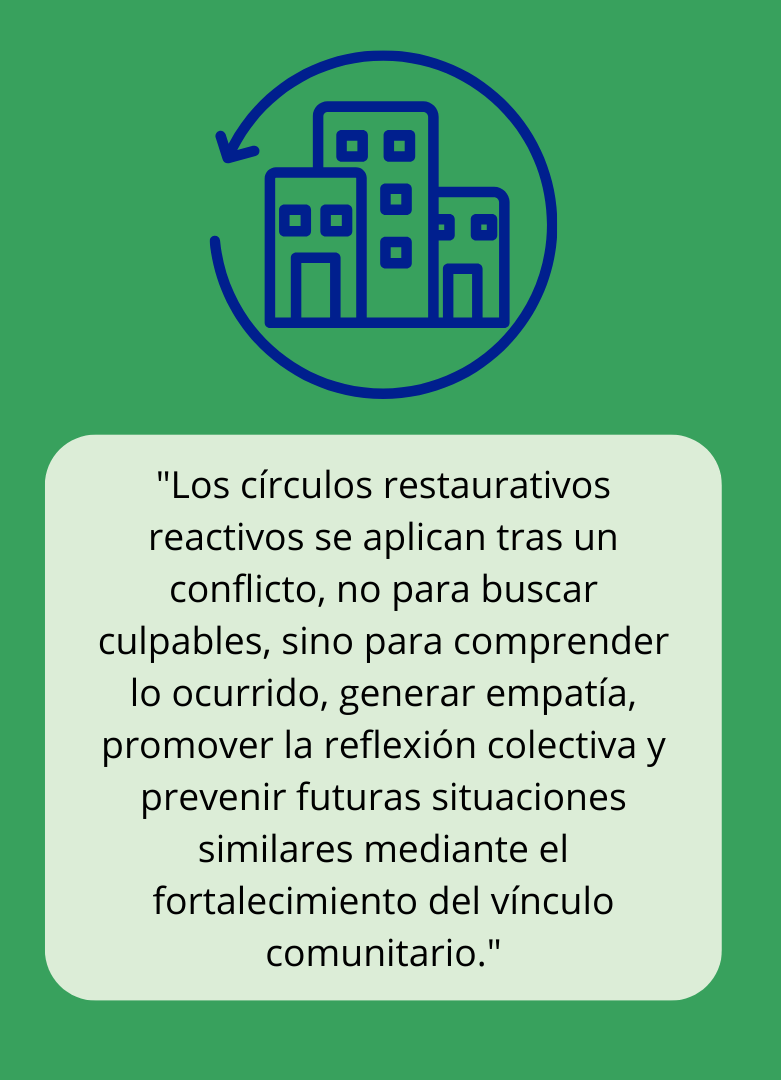 "Los círculos restaurativos
reactivos se aplican tras un
conflicto, no para buscar
culpables, sino para comprender
lo ocurrido, generar empatía,
promover la reflexión colectiva y
prevenir futuras situaciones
similares mediante el
fortalecimiento del vínculo
comunitario."